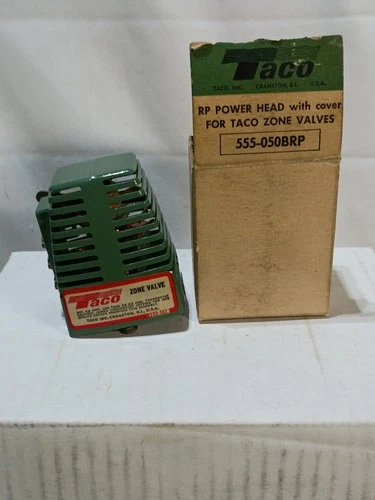 Taco
TACO INC. CRANSTON, R.I. U.S.A.
RP POWER HEAD with cover
FOR TACO ZONE VALVES
555-050BRP
Taco
ZONE VALVE
TACO INC. CRANSTON, R.I., U.S.A.